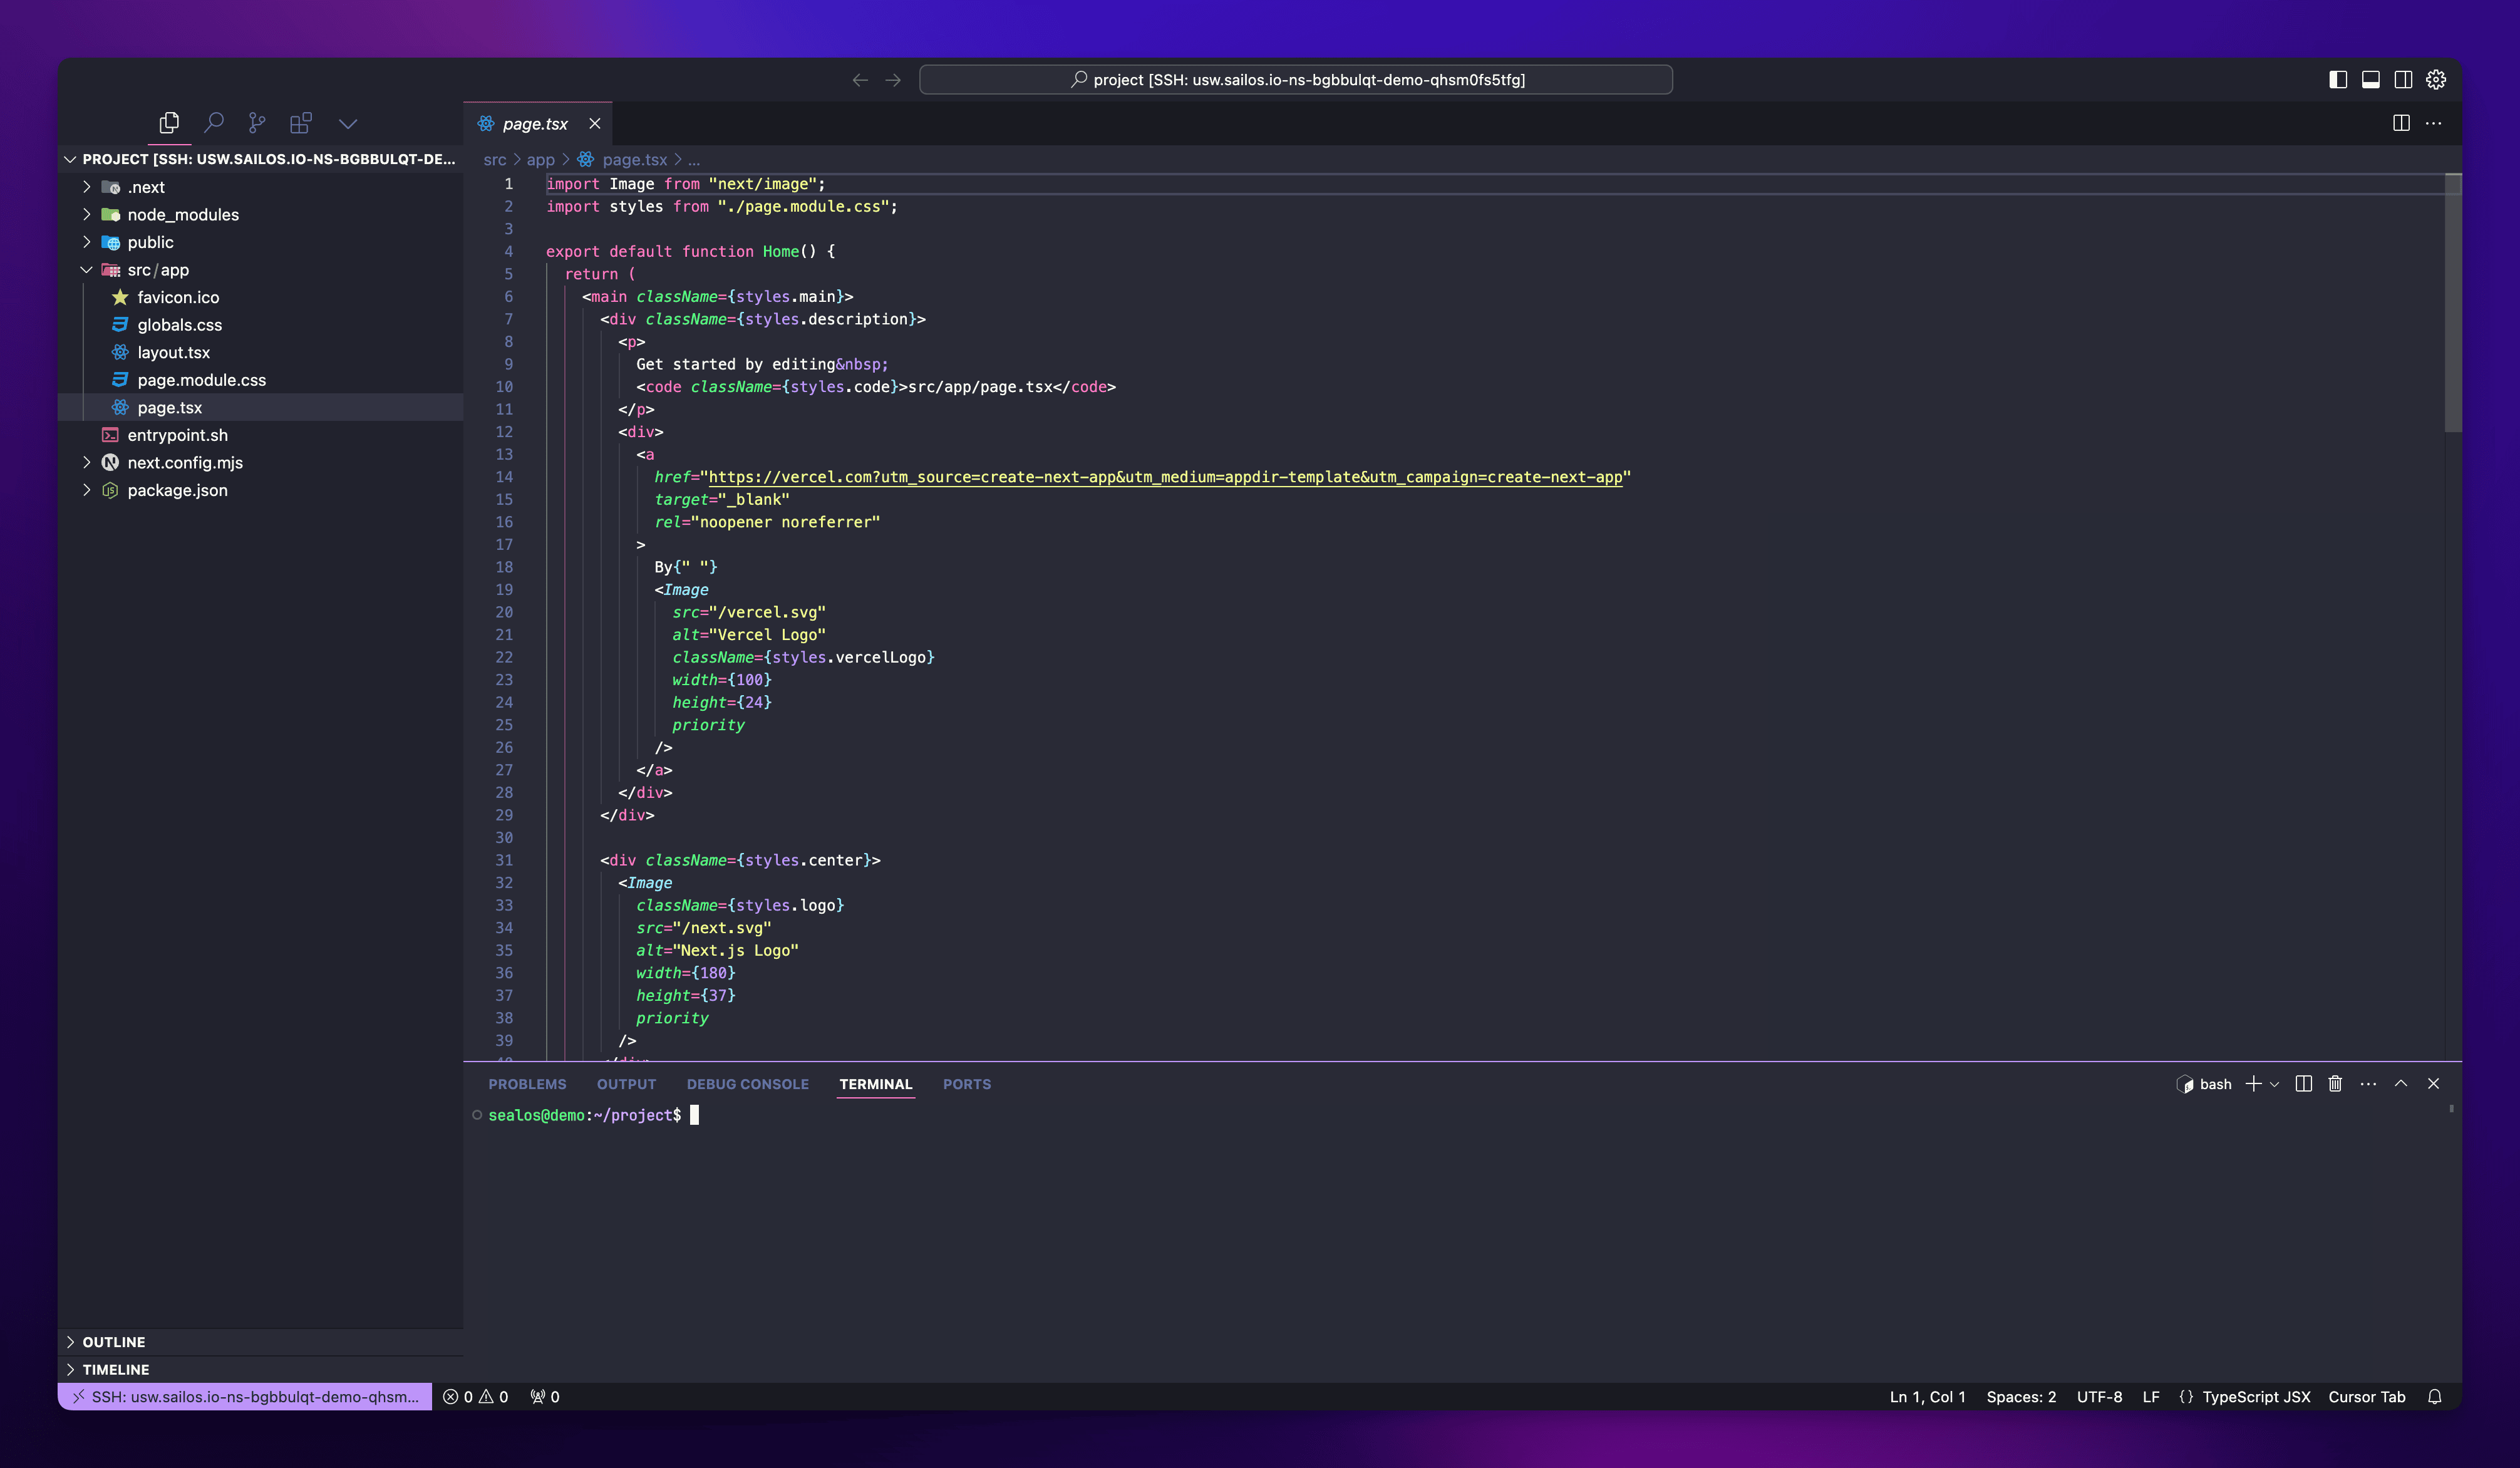 project [SSH: usw.sailos.io-ns-bgbbulqt-demo-qhsm0fs5tfg]
PROJECT [SSH: USW.SAILOS.IO-NS-BGBBULQT-DE...
.next
node_modules
public
src/app
favicon.ico
globals.css
layout.tsx
page.module.css
page.tsx
entrypoint.sh
next.config.mjs
package.json
OUTLINE
TIMELINE
page.tsx
src > app > page.tsx > ...
1 import Image from "next/image";
2 import styles from "./page.module.css";
3
4 export default function Home() {
5   return (
6     <main className={styles.main}>
7       <div className={styles.description}>
8         <p>
9           Get started by editing&nbsp;
10           <code className={styles.code}>src/app/page.tsx</code>
11         </p>
12         <div>
13           <a
14             href="https://vercel.com?utm_source=create-next-app&utm_medium=appdir-template&utm_campaign=create-next-app"
15             target="_blank"
16             rel="noopener noreferrer"
17           >
18             By{" "}
19             <Image
20               src="/vercel.svg"
21               alt="Vercel Logo"
22               className={styles.vercelLogo}
23               width={100}
24               height={24}
25               priority
26             />
27           </a>
28         </div>
29       </div>
30
31       <div className={styles.center}>
32         <Image
33           className={styles.logo}
34           src="/next.svg"
35           alt="Next.js Logo"
36           width={180}
37           height={37}
38           priority
39         />
PROBLEMS OUTPUT DEBUG CONSOLE TERMINAL PORTS
bash
sealos@demo:~/project$
SSH: usw.sailos.io-ns-bgbbulqt-demo-qhsm... 0 0 0
Ln 1, Col 1 Spaces: 2 UTF-8 LF {} TypeScript JSX Cursor Tab